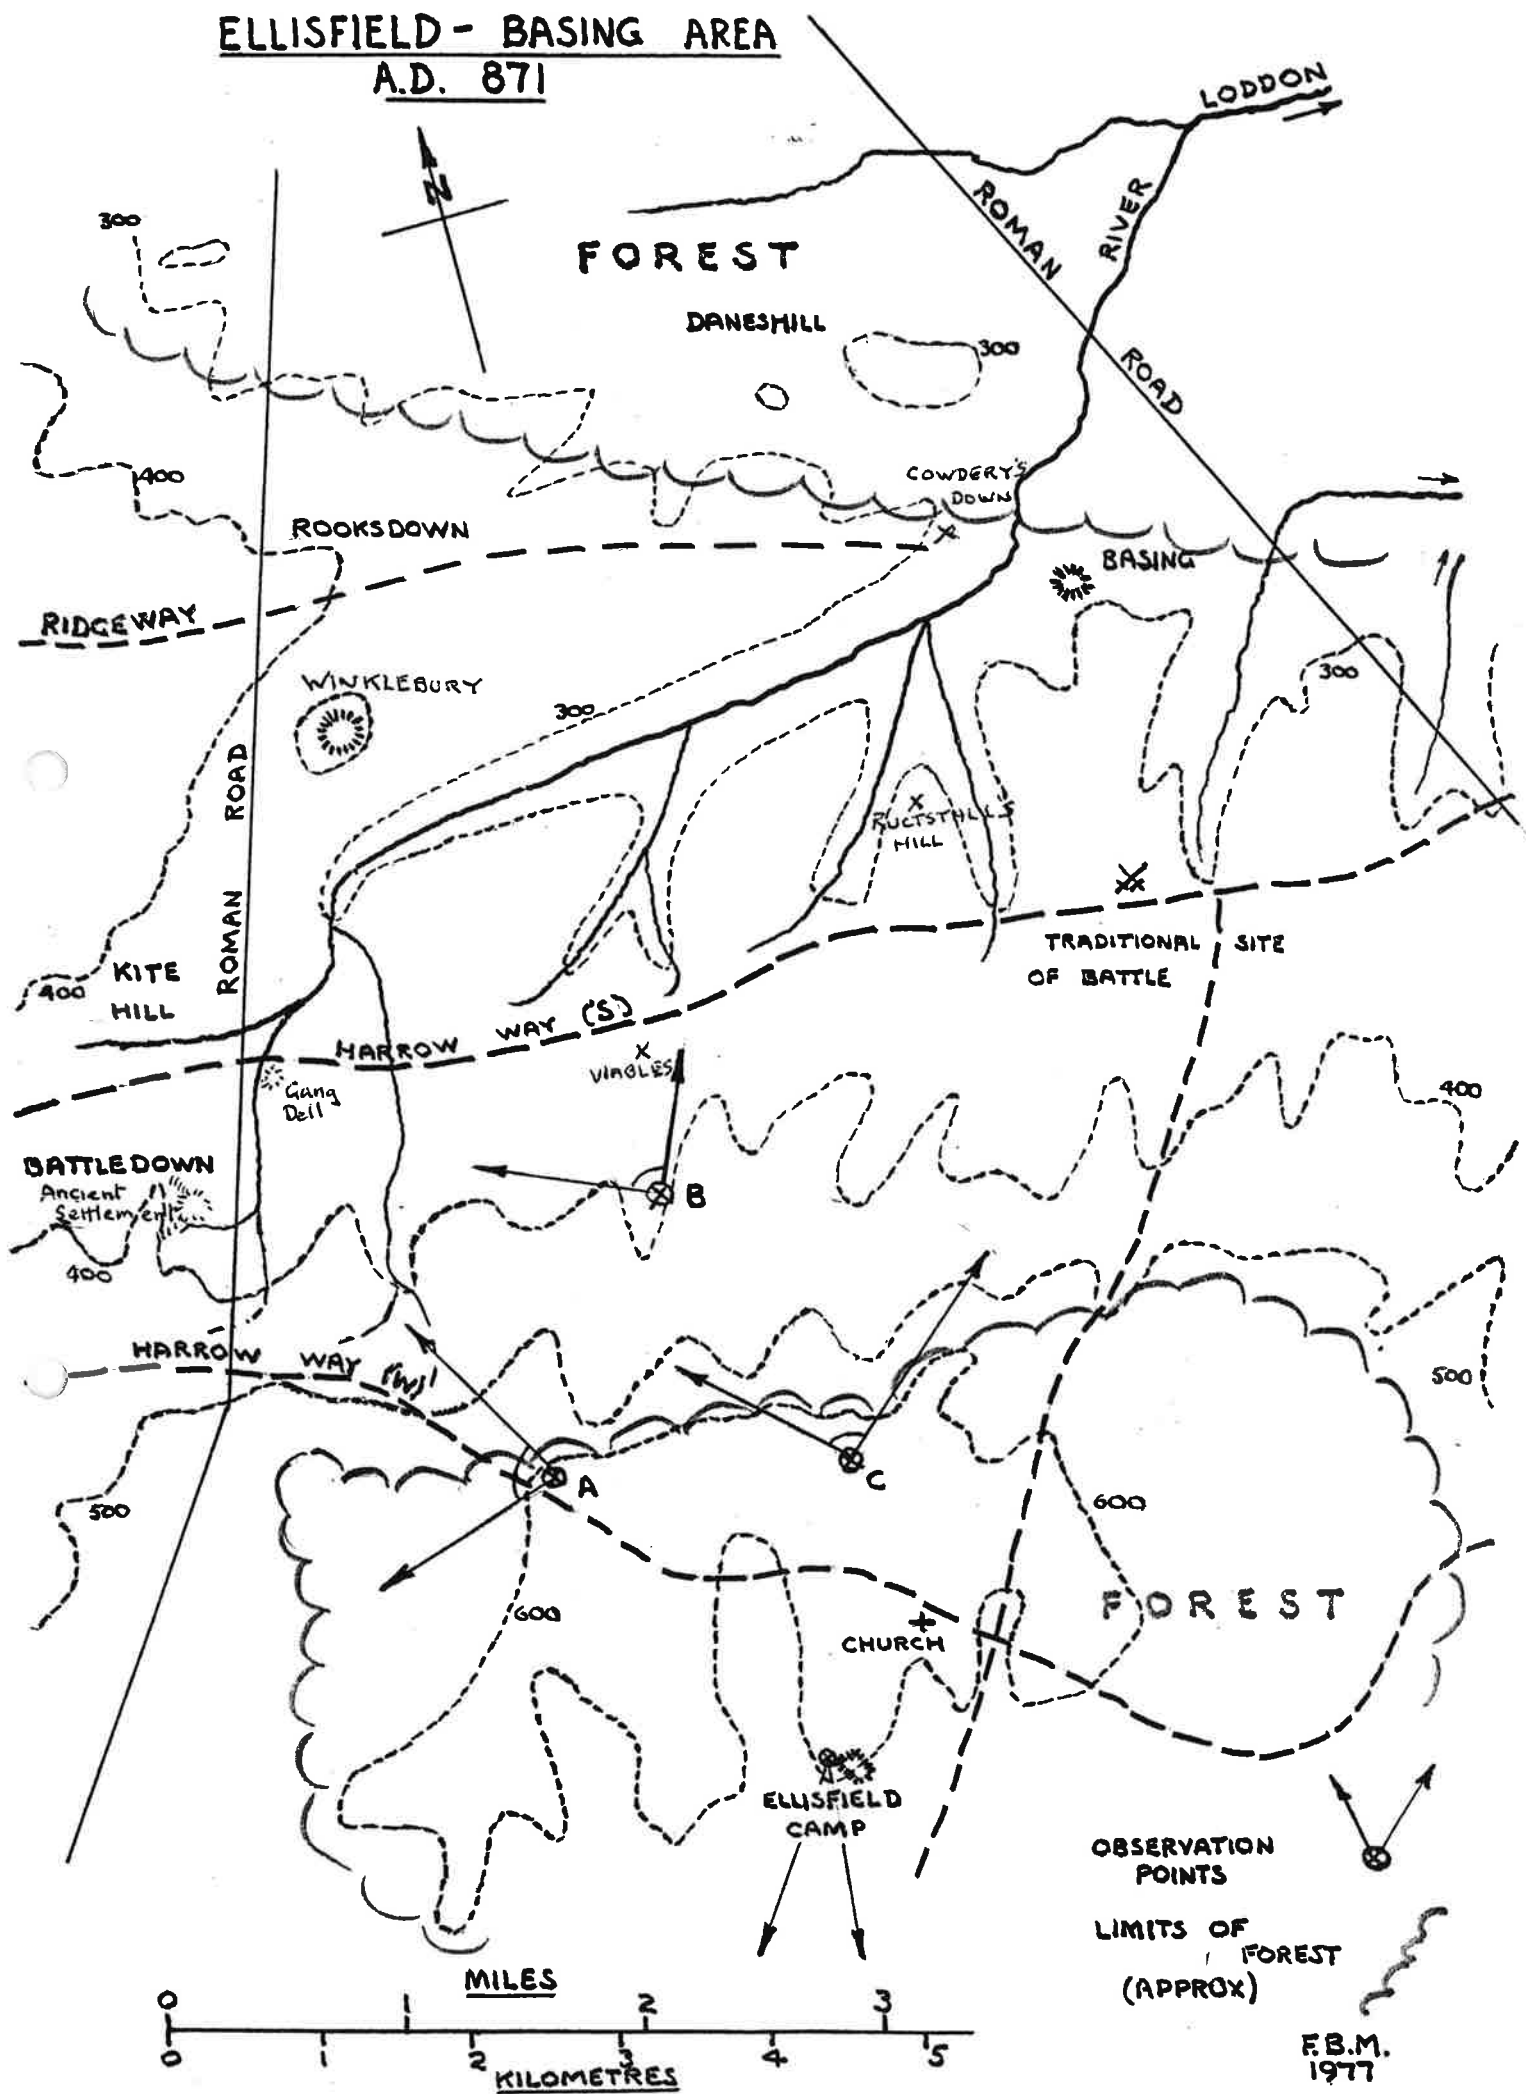 ELLISFIELD - BASING AREA
A.D. 871
LODDON
N
ROMAN
ROAD
RIVER
300
FOREST
DANESHILL
300
400
COWDERY'S
DOWN
ROOKSDOWN
BASING
RIDGEWAY
WINKLEBURY
300
300
ROMAN ROAD
HILL
KITE
HILL
400
TRADITIONAL SITE
OF BATTLE
HARROW WAY ('S')
VIABLES
Gang
Dell
400
BATTLEDOWN
Ancient
Settlement
B
400
HARROW WAY
500
A
C
500
600
600
FOREST
CHURCH
ELLISFIELD
CAMP
OBSERVATION
POINTS
LIMITS OF
FOREST
(APPROX)
MILES
0 1 2 3
0 1 2 3 4 5
KILOMETRES
F.B.M.
1977